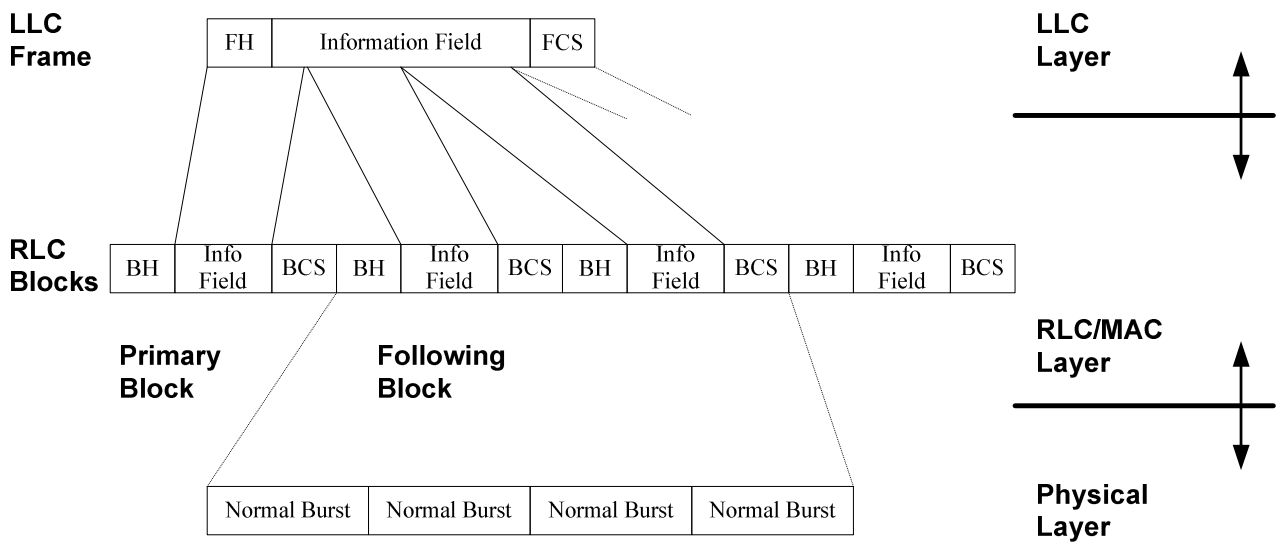 LLC
Frame
FH
Information Field
FCS
LLC
Layer
RLC
Blocks
BH
Info
Field
BCS
BH
Info
Field
BCS
BH
Info
Field
BCS
BH
Info
Field
BCS
Primary
Block
Following
Block
RLC/MAC
Layer
Normal Burst
Normal Burst
Normal Burst
Normal Burst
Physical
Layer